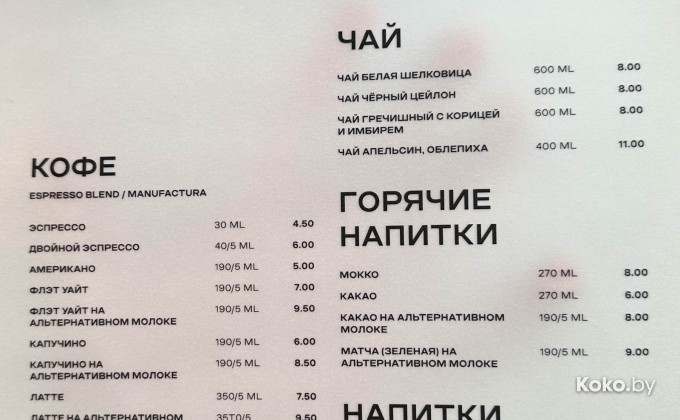 ЧАЙ
ЧАЙ БЕЛАЯ ШЕЛКОВИЦА 600 ML 8.00
ЧАЙ ЧЁРНЫЙ ЦЕЙЛОН 600 ML 8.00
ЧАЙ ГРЕЧИШНЫЙ С КОРИЦЕЙ 600 ML 8.00
И ИМБИРЕМ
ЧАЙ АПЕЛЬСИН, ОБЛЕПИХА 400 ML 11.00
КОФЕ
ESPRESSO BLEND / MANUFACTURA
ЭСПРЕССО 30 ML 4.50
ДВОЙНОЙ ЭСПРЕССО 40/5 ML 6.00
АМЕРИКАНО 190/5 ML 5.00
ФЛЭТ УАЙТ 190/5 ML 7.00
ФЛЭТ УАЙТ НА 190/5 ML 9.50
АЛЬТЕРНАТИВНОМ МОЛОКЕ
КАПУЧИНО 190/5 ML 6.00
КАПУЧИНО НА 190/5 ML 8.50
АЛЬТЕРНАТИВНОМ МОЛОКЕ
ЛАТТЕ 350/5 ML 7.50
ЛАТТЕ НА АЛЬТЕРНАТИВНОМ 35T0/5 9.50
ГОРЯЧИЕ
НАПИТКИ
МОККО 270 ML 8.00
КАКАО 270 ML 6.00
КАКАО НА АЛЬТЕРНАТИВНОМ 190/5 ML 8.00
МОЛОКЕ
МАТЧА (ЗЕЛЕНАЯ) НА 190/5 ML 9.00
АЛЬТЕРНАТИВНОМ МОЛОКЕ
НАПИТКИ
Koko.by